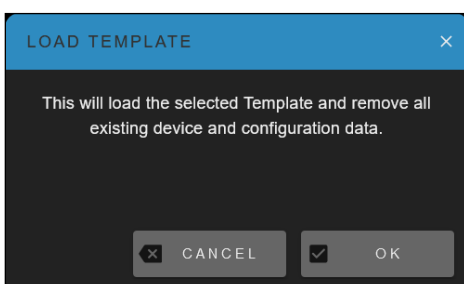 LOAD TEMPLATE
This will load the selected Template and remove all
existing device and configuration data.
CANCEL
OK